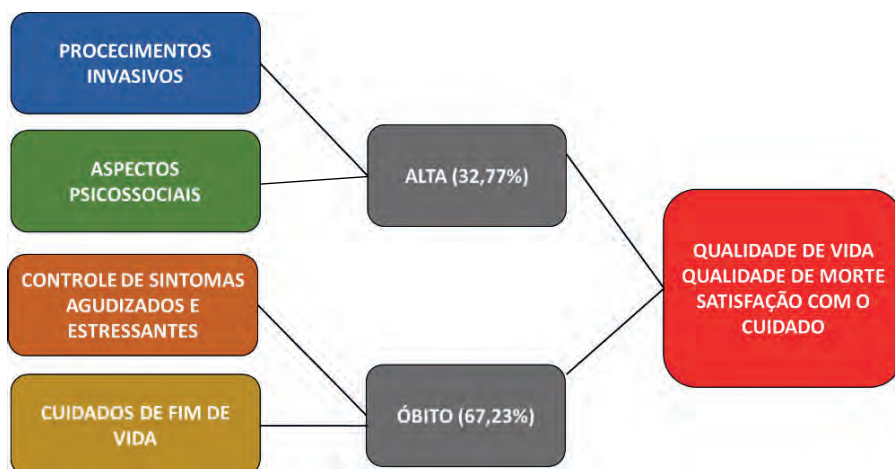 PROCECIMENTOS
INVASIVOS
ASPECTOS
PSICOSSOCIAIS
CONTROLE DE SINTOMAS
AGUDIZADOS E
ESTRESSANTES
CUIDADOS DE FIM DE
VIDA
ALTA (32,77%)
ÓBITO (67,23%)
QUALIDADE DE VIDA
QUALIDADE DE MORTE
SATISFAÇÃO COM O
CUIDADO